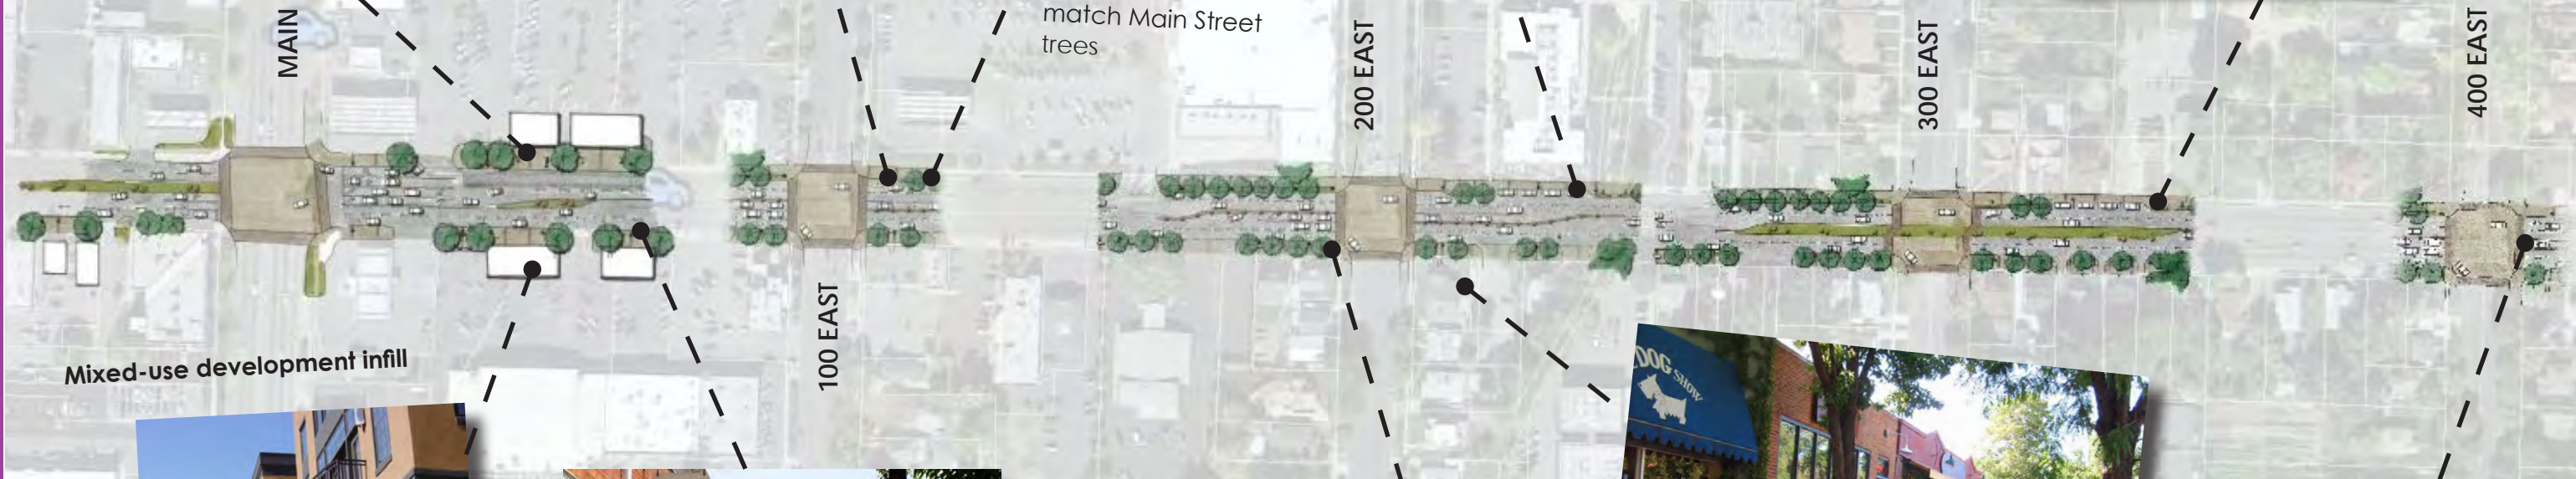 MAIN
match Main Street
trees
200 EAST
300 EAST
400 EAST
100 EAST
Mixed-use development infill
DOG SHOW